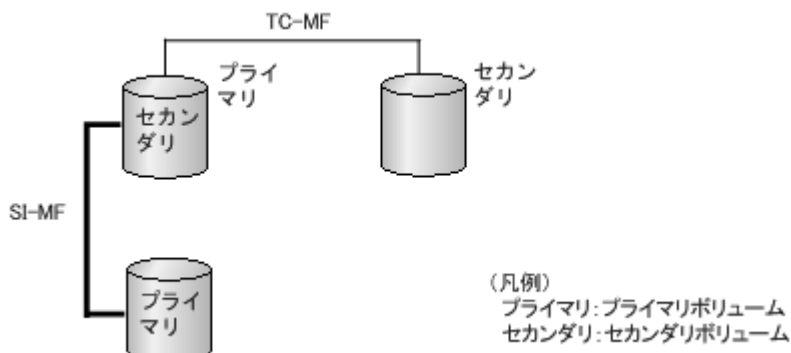 TC-MF
プライ
マリ
セカン
ダリ
セカン
ダリ
SI-MF
プライ
マリ
（凡例）
プライマリ：プライマリボリューム
セカンダリ：セカンダリボリューム